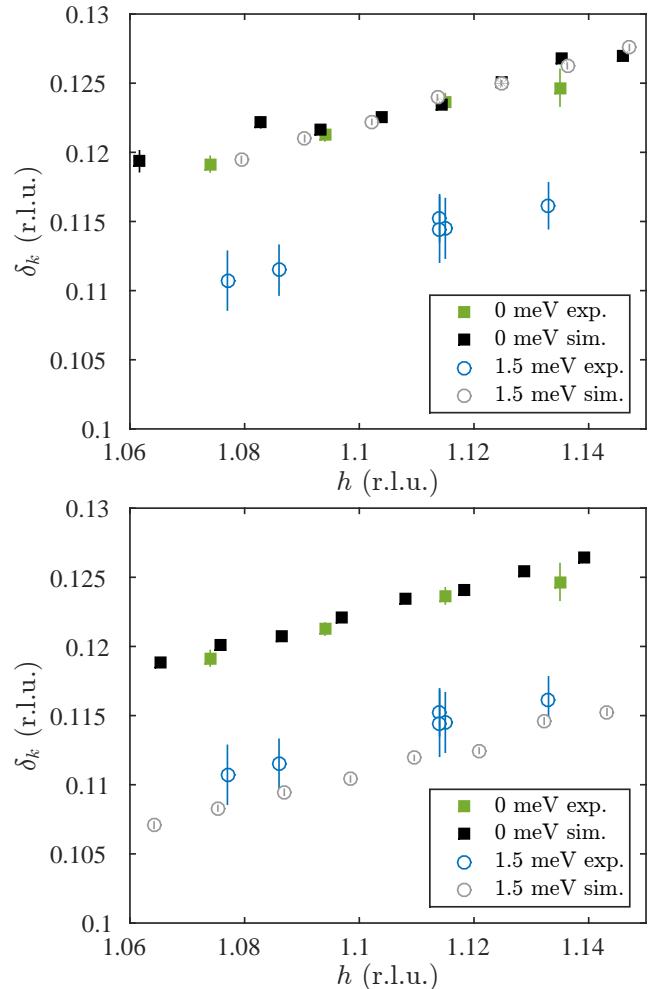 0.13
0.125
0.12
0.115
0.11
0.105
0.1
δk (r.l.u.)
0 meV exp.
0 meV sim.
1.5 meV exp.
1.5 meV sim.
1.06 1.08 1.1 1.12 1.14
h (r.l.u.)
0.13
0.125
0.12
0.115
0.11
0.105
0.1
δk (r.l.u.)
0 meV exp.
0 meV sim.
1.5 meV exp.
1.5 meV sim.
1.06 1.08 1.1 1.12 1.14
h (r.l.u.)